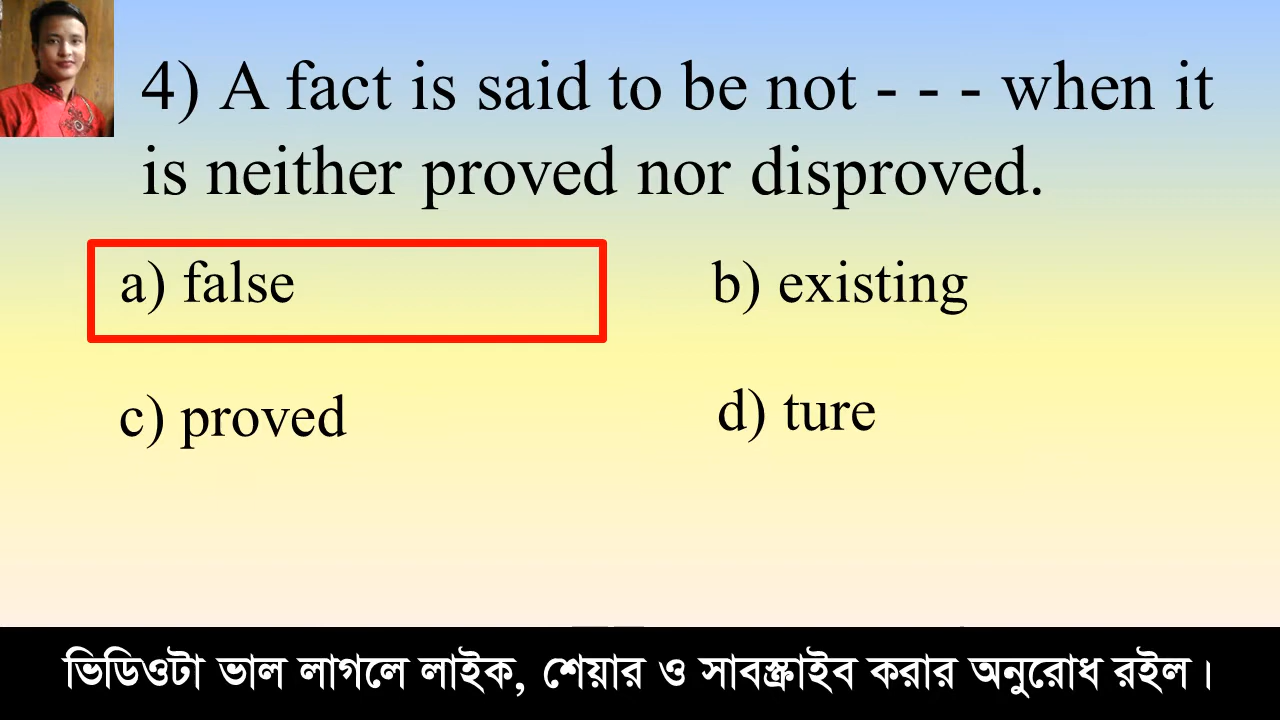 4) A fact is said to be not - - - when it
is neither proved nor disproved.
a) false
b) existing
c) proved
d) ture
ভিডিওটা ভাল লাগলে লাইক, শেয়ার ও সাবস্ক্রাইব করার অনুরোধ রইল।